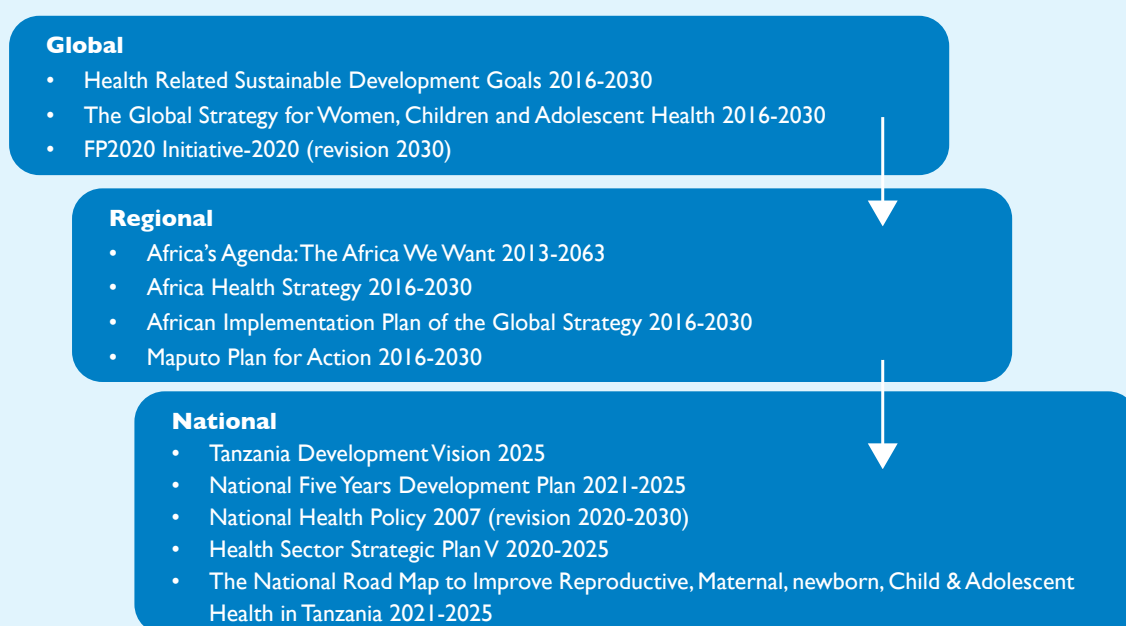 Global
• Health Related Sustainable Development Goals 2016-2030
• The Global Strategy for Women, Children and Adolescent Health 2016-2030
• FP2020 Initiative-2020 (revision 2030)
Regional
• Africa's Agenda: The Africa We Want 2013-2063
• Africa Health Strategy 2016-2030
• African Implementation Plan of the Global Strategy 2016-2030
• Maputo Plan for Action 2016-2030
National
• Tanzania Development Vision 2025
• National Five Years Development Plan 2021-2025
• National Health Policy 2007 (revision 2020-2030)
• Health Sector Strategic Plan V 2020-2025
• The National Road Map to Improve Reproductive, Maternal, newborn, Child & Adolescent
Health in Tanzania 2021-2025